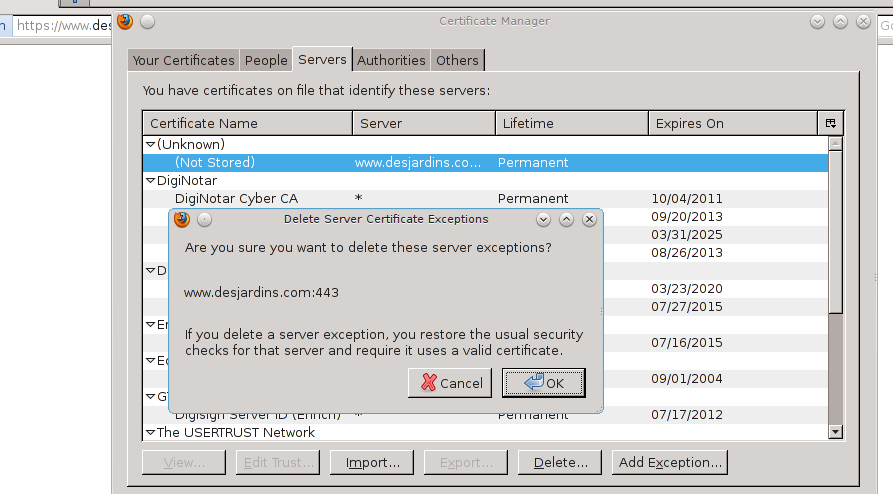 https://www.des
Certificate Manager
Your Certificates People Servers Authorities Others
You have certificates on file that identify these servers:
Certificate Name Server Lifetime Expires On
(Unknown)
(Not Stored) www.desjardins.co... Permanent
DigiNotar
DigiNotar Cyber CA * Permanent 10/04/2011
09/20/2013
03/31/2025
08/26/2013
03/23/2020
07/27/2015
07/16/2015
09/01/2004
Delete Server Certificate Exceptions
Are you sure you want to delete these server exceptions?
www.desjardins.com:443
If you delete a server exception, you restore the usual security
checks for that server and require it uses a valid certificate.
Cancel OK
Digisign Server ID (Enrich) * Permanent 07/17/2012
The USERTRUST Network
View... Edit Trust... Import... Export... Delete... Add Exception...